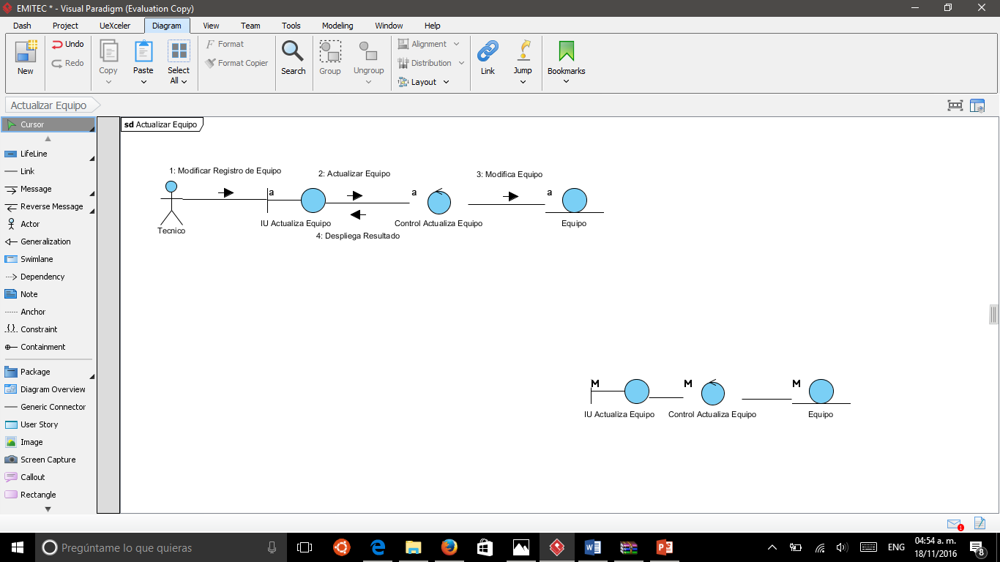 EMITEC * - Visual Paradigm (Evaluation Copy)
Dash Project UeXceler Diagram View Team Tools Modeling Window Help
New
Undo
Redo
Copy
Paste
Select
All
Format
Format Copier
Search
Group
Ungroup
Alignment
Distribution
Layout
Link
Jump
Bookmarks
Actualizar Equipo
Cursor
LifeLine
Link
Message
Reverse Message
Actor
Generalization
Swimlane
Dependency
Note
Anchor
Constraint
Containment
Package
Diagram Overview
Generic Connector
User Story
Image
Screen Capture
Callout
Rectangle
sd Actualizar Equipo
1: Modificar Registro de Equipo
2: Actualizar Equipo
3: Modifica Equipo
a
a
a
Tecnico
IU Actualiza Equipo
Control Actualiza Equipo
Equipo
4: Despliega Resultado
M
M
M
IU Actualiza Equipo
Control Actualiza Equipo
Equipo
1
Pregúntame lo que quieras
ENG
04:54 a. m.
18/11/2016
8